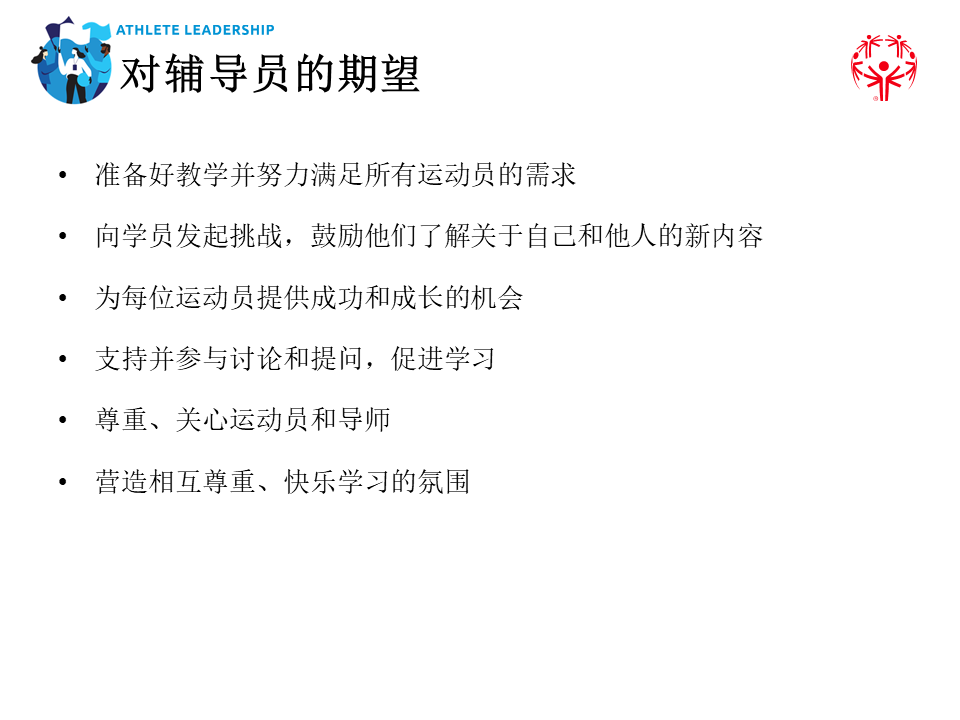 ATHLETE LEADERSHIP
对辅导员的期望
• 准备好教学并努力满足所有运动员的需求
• 向学员发起挑战，鼓励他们了解关于自己和他人的新内容
• 为每位运动员提供成功和成长的机会
• 支持并参与讨论和提问，促进学习
• 尊重、关心运动员和导师
• 营造相互尊重、快乐学习的氛围